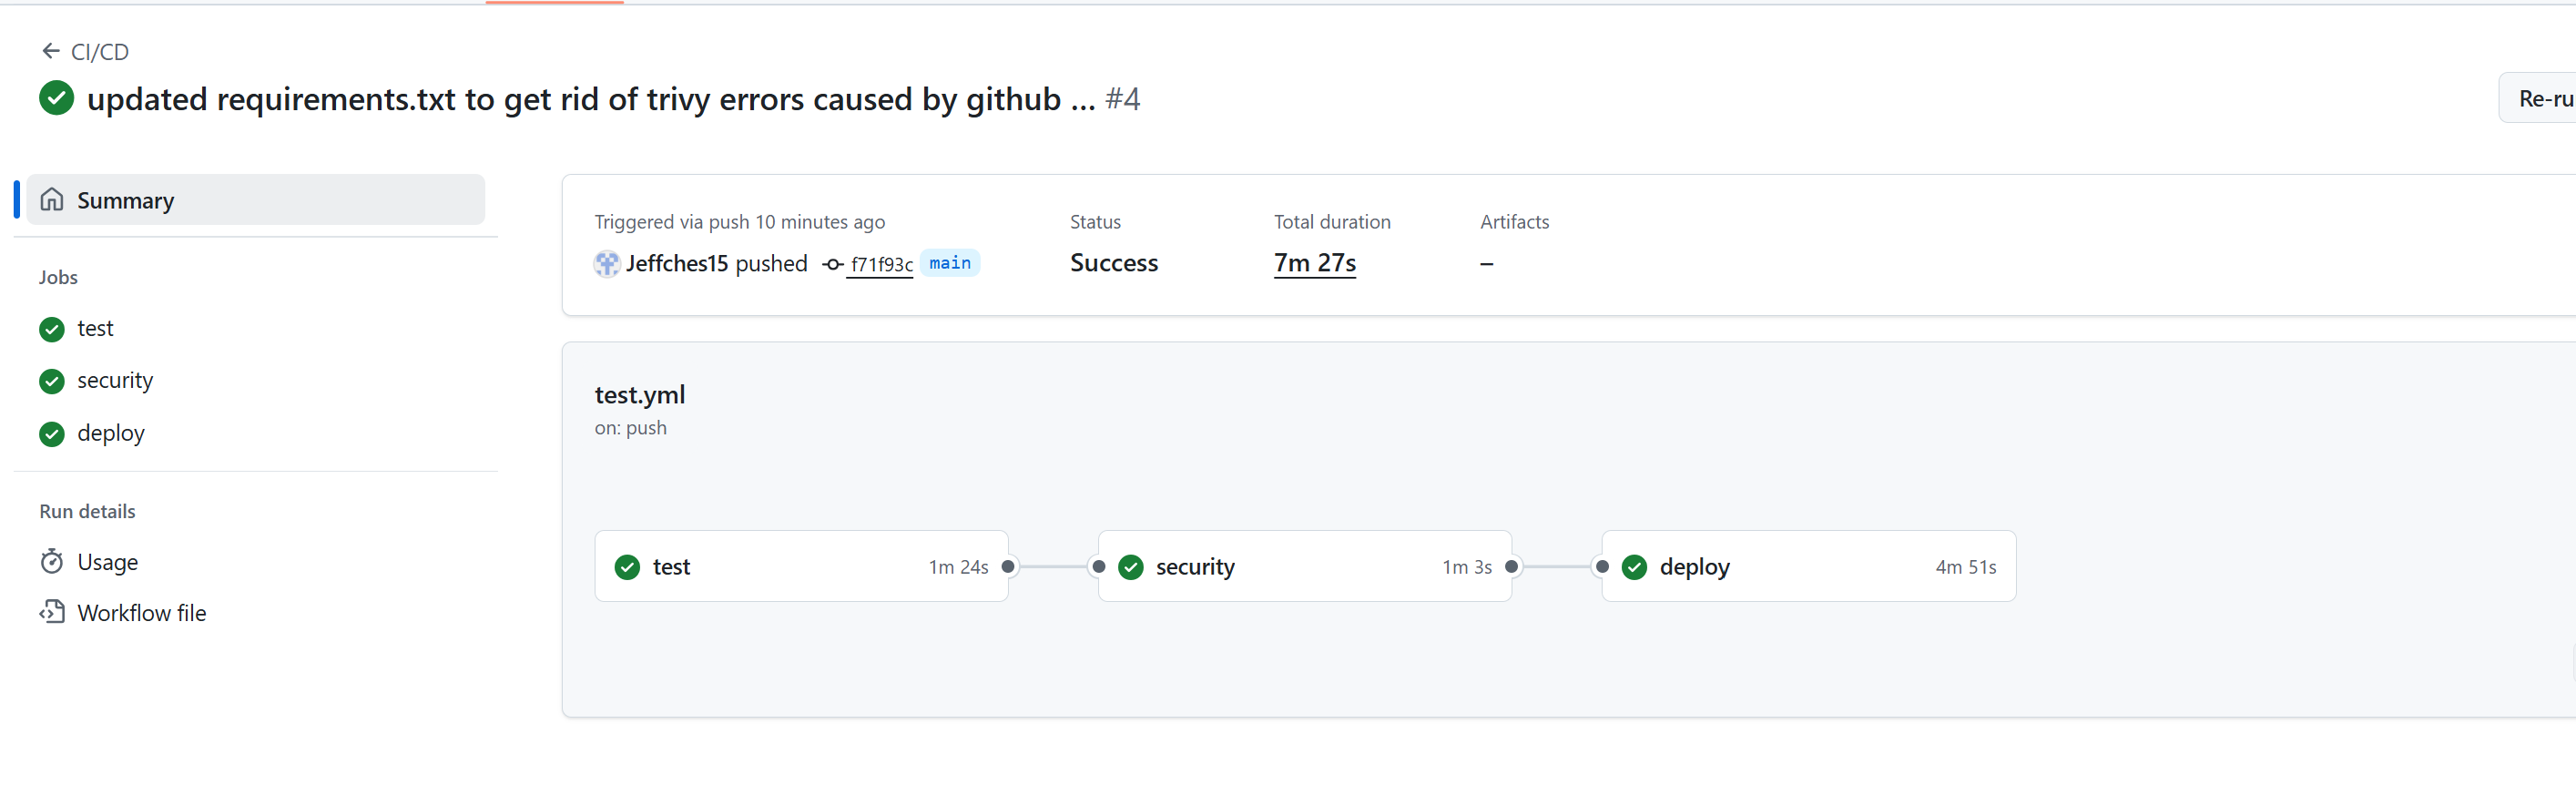 CI/CD
updated requirements.txt to get rid of trivy errors caused by github ... #4
Re-ru
Summary
Jobs
test
security
deploy
Run details
Usage
Workflow file
Triggered via push 10 minutes ago
Status
Total duration
Artifacts
Jeffches15 pushed f71f93c main
Success
7m 27s
–
test.yml
on: push
test 1m 24s
security 1m 3s
deploy 4m 51s